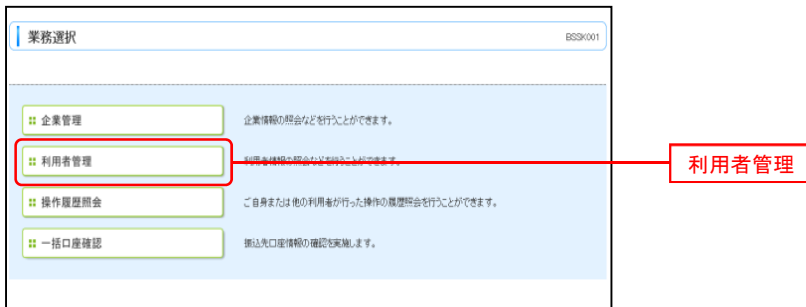 業務選択
BSSK001
企業管理
企業情報の照会などを行うことができます。
利用者管理
利用者情報の照会などを行うことができます。
利用者管理
操作履歴照会
ご自身または他の利用者が行った操作の履歴照会を行うことができます。
一括口座確認
振込先口座情報の確認を実施します。